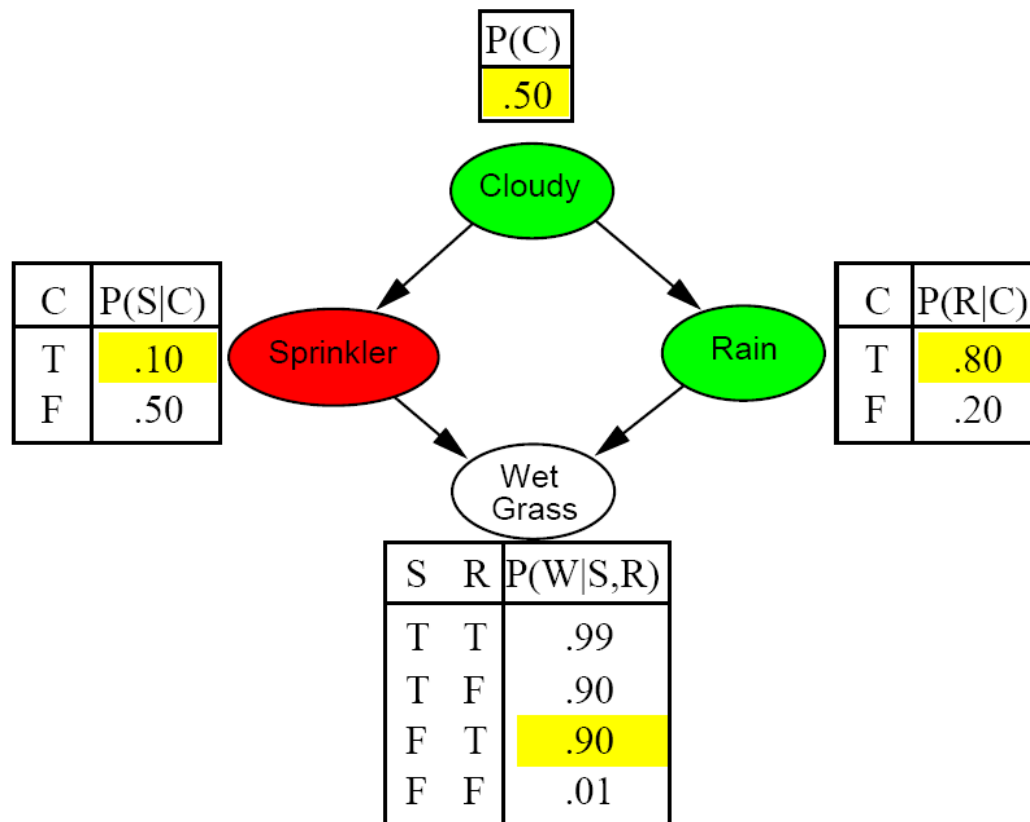 P(C)
.50
Cloudy
C P(S|C)
T .10
F .50
Sprinkler
Rain
C P(R|C)
T .80
F .20
Wet
Grass
S R P(W|S,R)
T T .99
T F .90
F T .90
F F .01